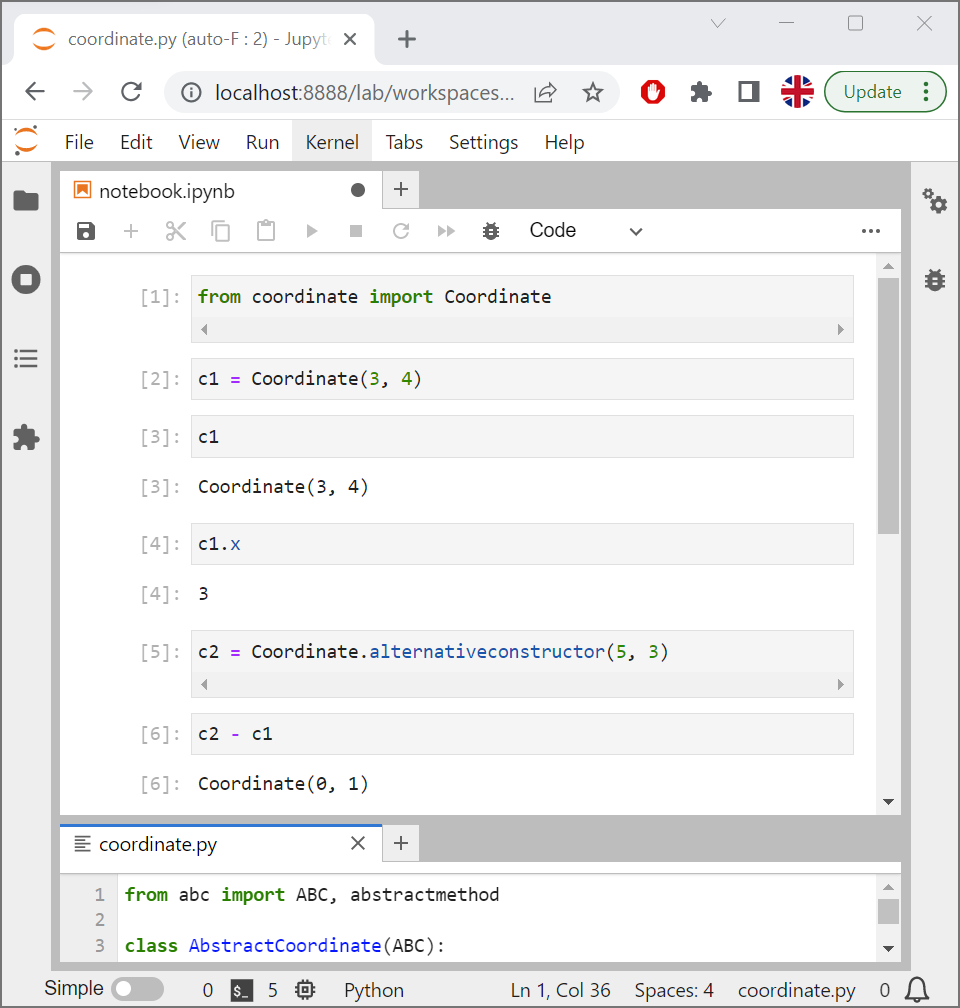 coordinate.py (auto-F : 2) - Jupyte
localhost:8888/lab/workspaces...
Update
File Edit View Run Kernel Tabs Settings Help
notebook.ipynb
Code
[1]: from coordinate import Coordinate
[2]: c1 = Coordinate(3, 4)
[3]: c1
[3]: Coordinate(3, 4)
[4]: c1.x
[4]: 3
[5]: c2 = Coordinate.alternativeconstructor(5, 3)
[6]: c2 - c1
[6]: Coordinate(0, 1)
coordinate.py
1 from abc import ABC, abstractmethod
2
3 class AbstractCoordinate(ABC):
Simple 0 $_ 5 Python Ln 1, Col 36 Spaces: 4 coordinate.py 0